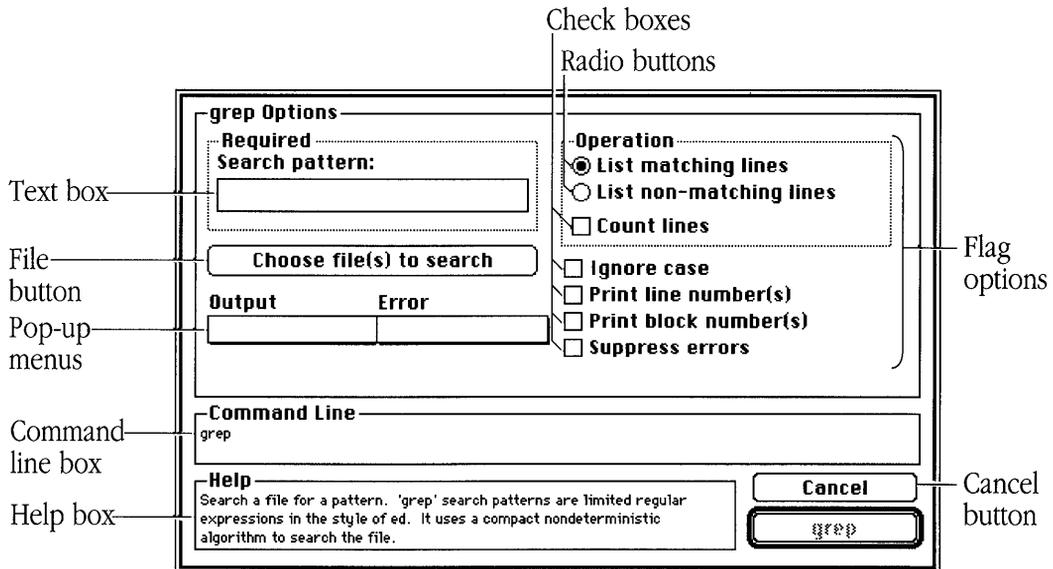 Check boxes
Radio buttons
grep Options
Required
Search pattern:
Operation
List matching lines
List non-matching lines
Count lines
Text box
File
button
Choose file(s) to search
Ignore case
Print line number(s)
Print block number(s)
Suppress errors
Flag
options
Output Error
Pop-up
menus
Command Line
grep
Command
line box
Help
Search a file for a pattern. 'grep' search patterns are limited regular
expressions in the style of ed. It uses a compact nondeterministic
algorithm to search the file.
Help box
Cancel
grep
Cancel
button